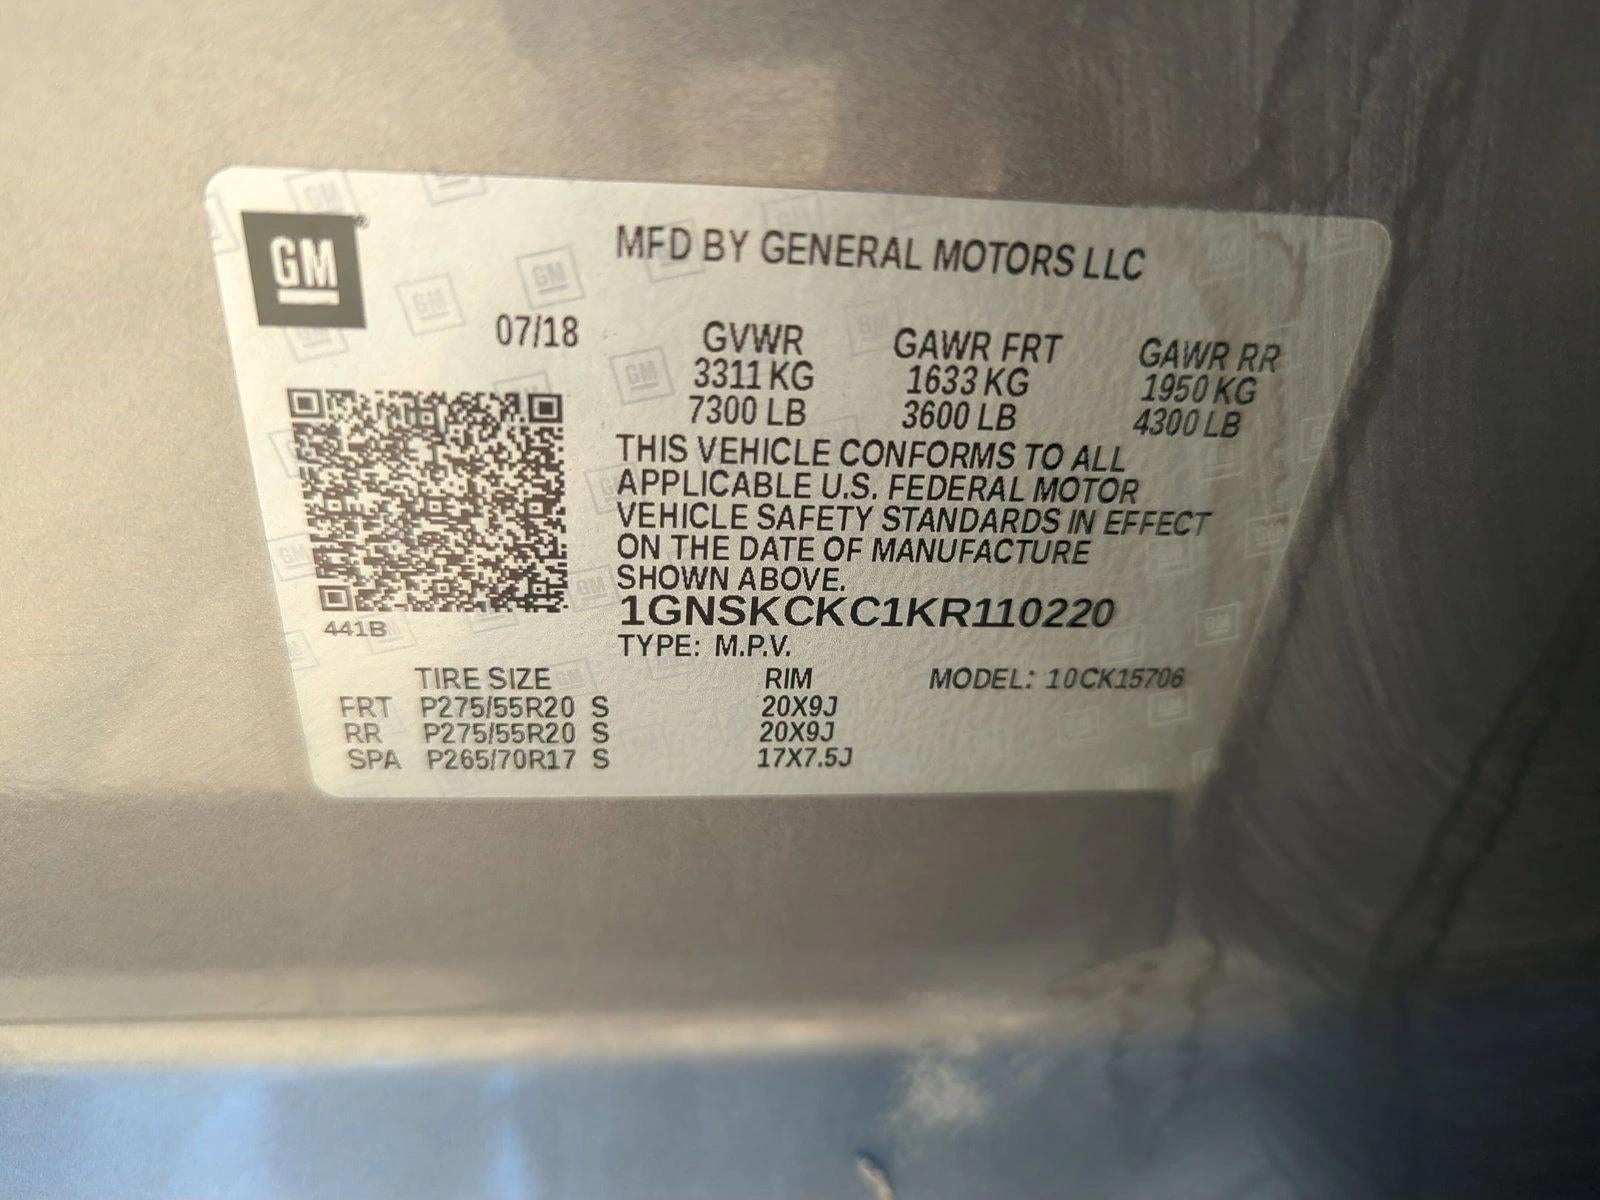 GM
MFD BY GENERAL MOTORS LLC
07/18
GVWR GAWR FRT GAWR RR
3311 KG 1633 KG 1950 KG
7300 LB 3600 LB 4300 LB
THIS VEHICLE CONFORMS TO ALL
APPLICABLE U.S. FEDERAL MOTOR
VEHICLE SAFETY STANDARDS IN EFFECT
ON THE DATE OF MANUFACTURE
SHOWN ABOVE.
1GNSKCKC1KR110220
441B
TYPE: M.P.V.
TIRE SIZE RIM MODEL: 10CK15706
FRT P275/55R20 S 20X9J
RR P275/55R20 S 20X9J
SPA P265/70R17 S 17X7.5J